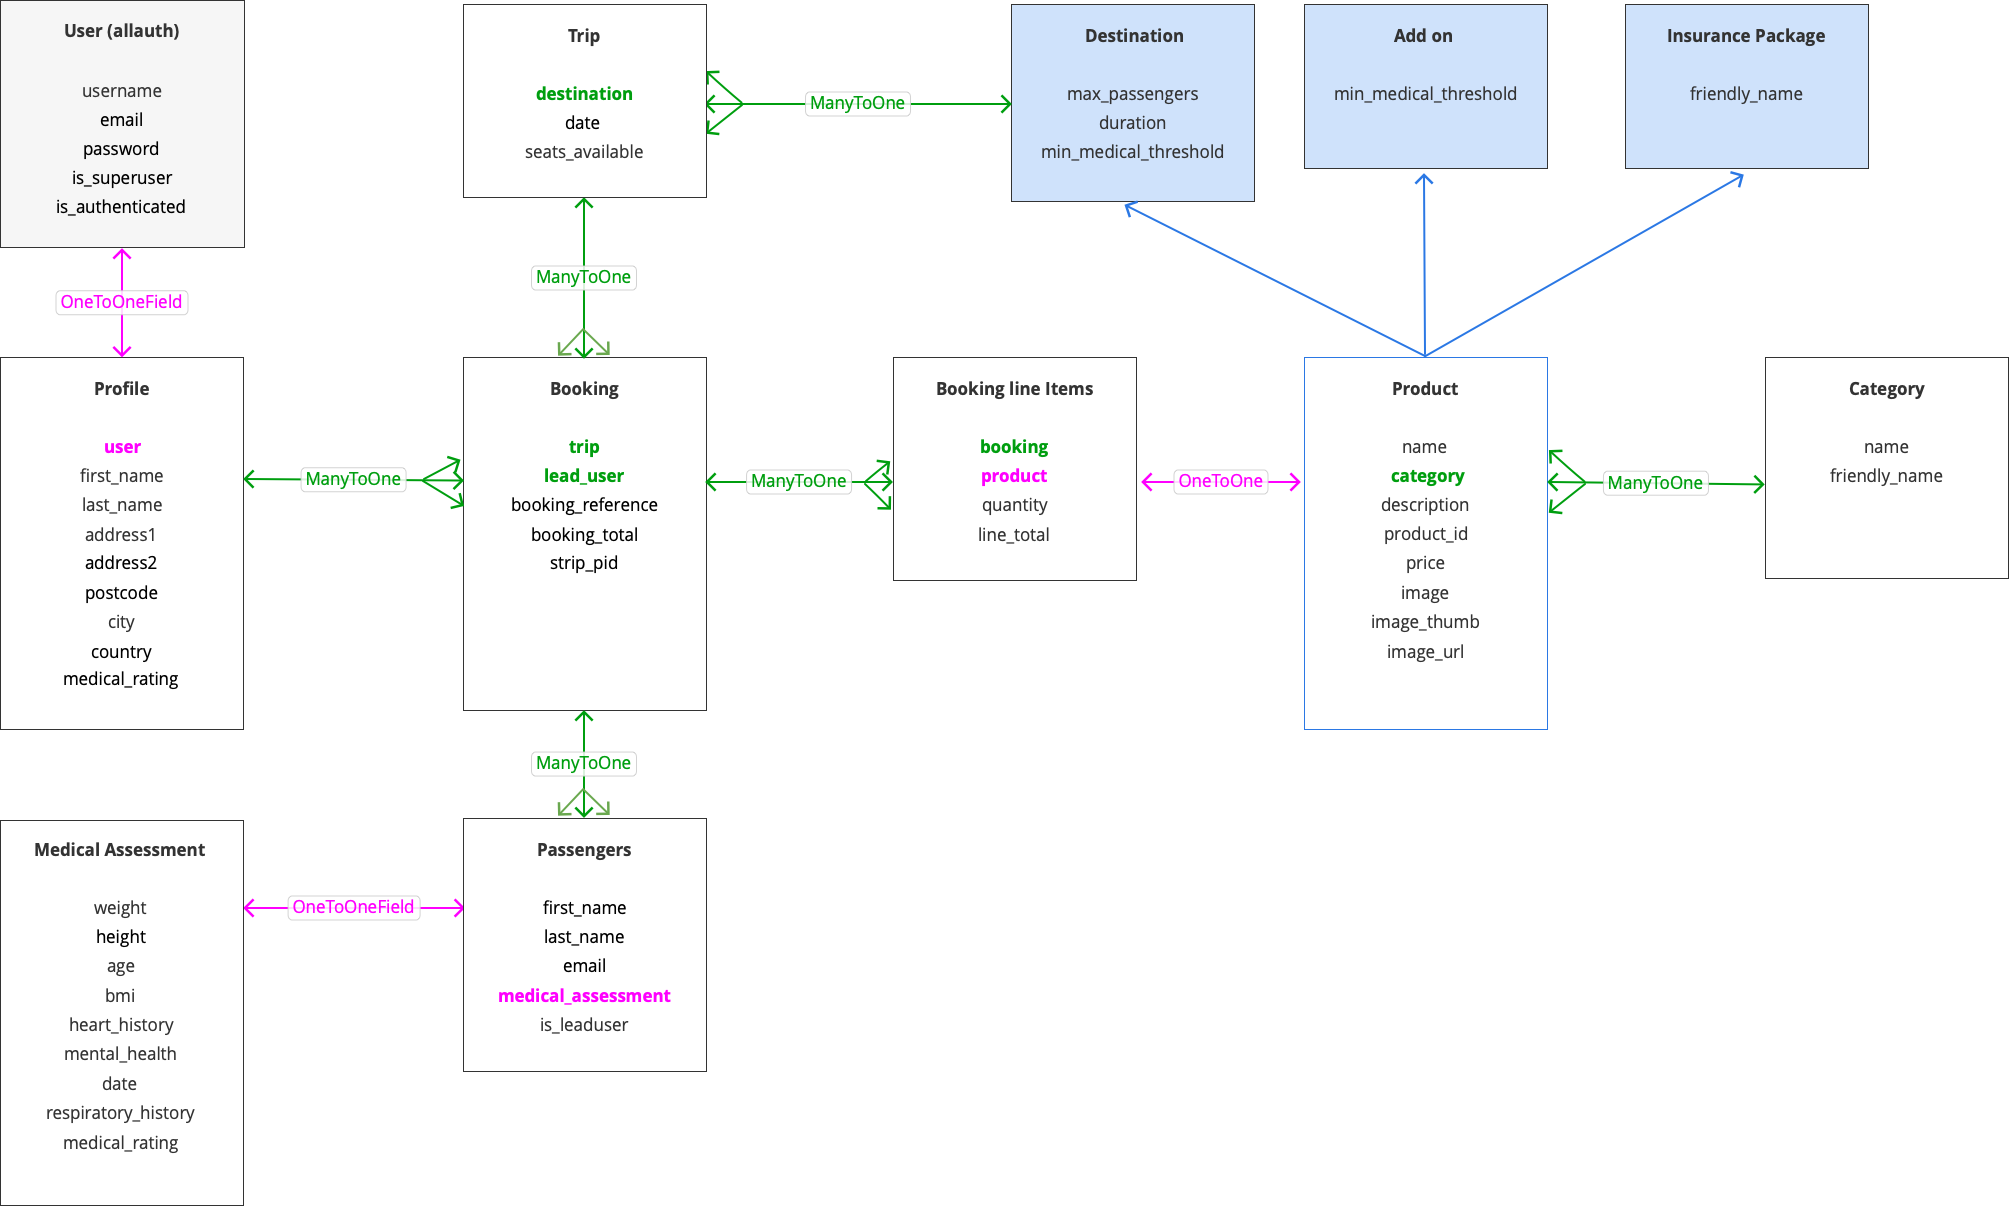 User (allauth)
username
email
password
is_superuser
is_authenticated
Trip
destination
date
seats_available
ManyToOne
Destination
max_passengers
duration
min_medical_threshold
Add on
min_medical_threshold
Insurance Package
friendly_name
OneToOneField
ManyToOne
Profile
user
first_name
last_name
address1
address2
postcode
city
country
medical_rating
ManyToOne
Booking
trip
lead_user
booking_reference
booking_total
strip_pid
ManyToOne
Booking line Items
booking
product
quantity
line_total
OneToOne
Product
name
category
description
product_id
price
image
image_thumb
image_url
ManyToOne
Category
name
friendly_name
ManyToOne
Medical Assessment
weight
height
age
bmi
heart_history
mental_health
date
respiratory_history
medical_rating
OneToOneField
Passengers
first_name
last_name
email
medical_assessment
is_leaduser